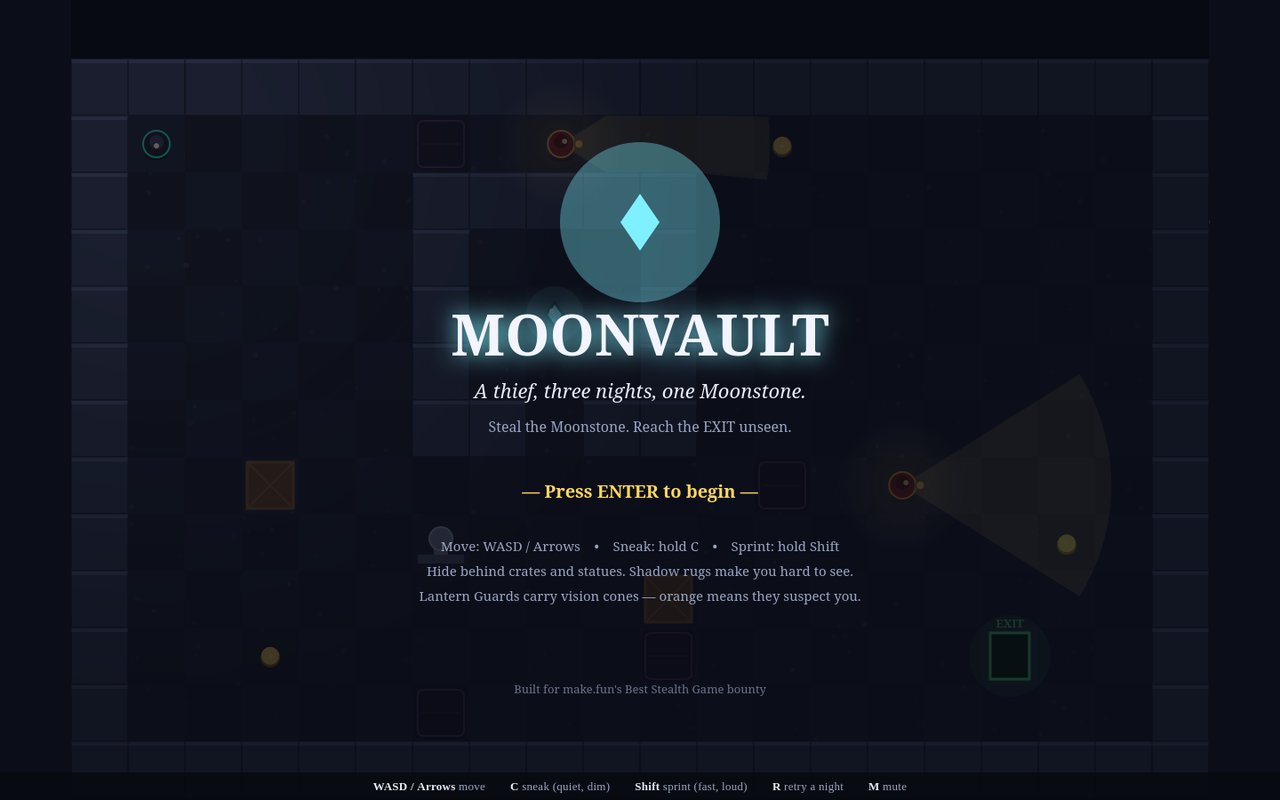 MOONVAULT
A thief, three nights, one Moonstone.
Steal the Moonstone. Reach the EXIT unseen.
— Press ENTER to begin —
Move: WASD / Arrows • Sneak: hold C • Sprint: hold Shift
Hide behind crates and statues. Shadow rugs make you hard to see.
Lantern Guards carry vision cones — orange means they suspect you.
EXIT
Built for make.fun's Best Stealth Game bounty
WASD / Arrows move C sneak (quiet, dim) Shift sprint (fast, loud) R retry a night M mute